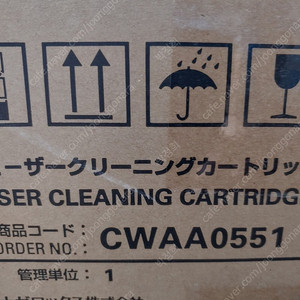 ューザークリーニングカートリッ
SER CLEANING CARTRIDG
商品コード：
ORDER NO.： CWAA0551
管理単位： 1